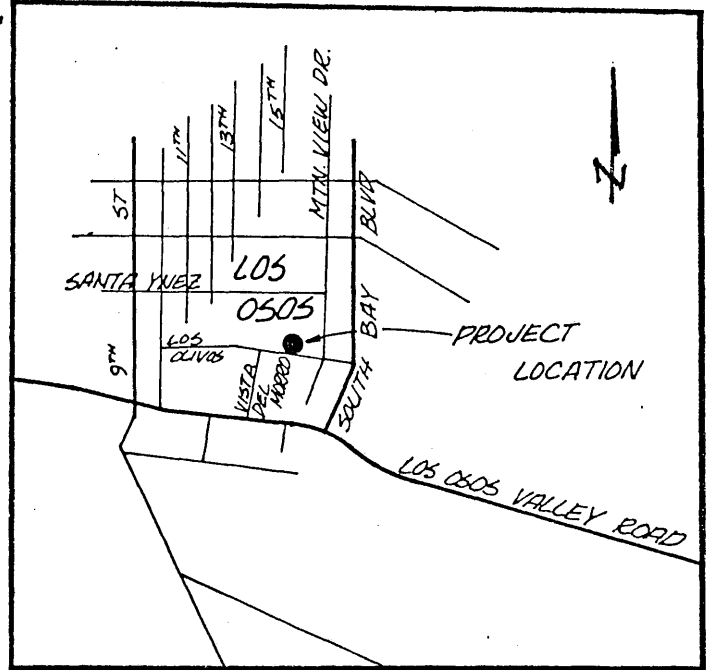 11TH
13TH
15TH
MTN. VIEW DR.
N
9TH ST
SOUTH BAY BLVD
SANTA YNEZ
LOS
OSOS
LOS
OLIVOS
VISTA
DEL
MORRO
PROJECT
LOCATION
LOS OSOS VALLEY ROAD